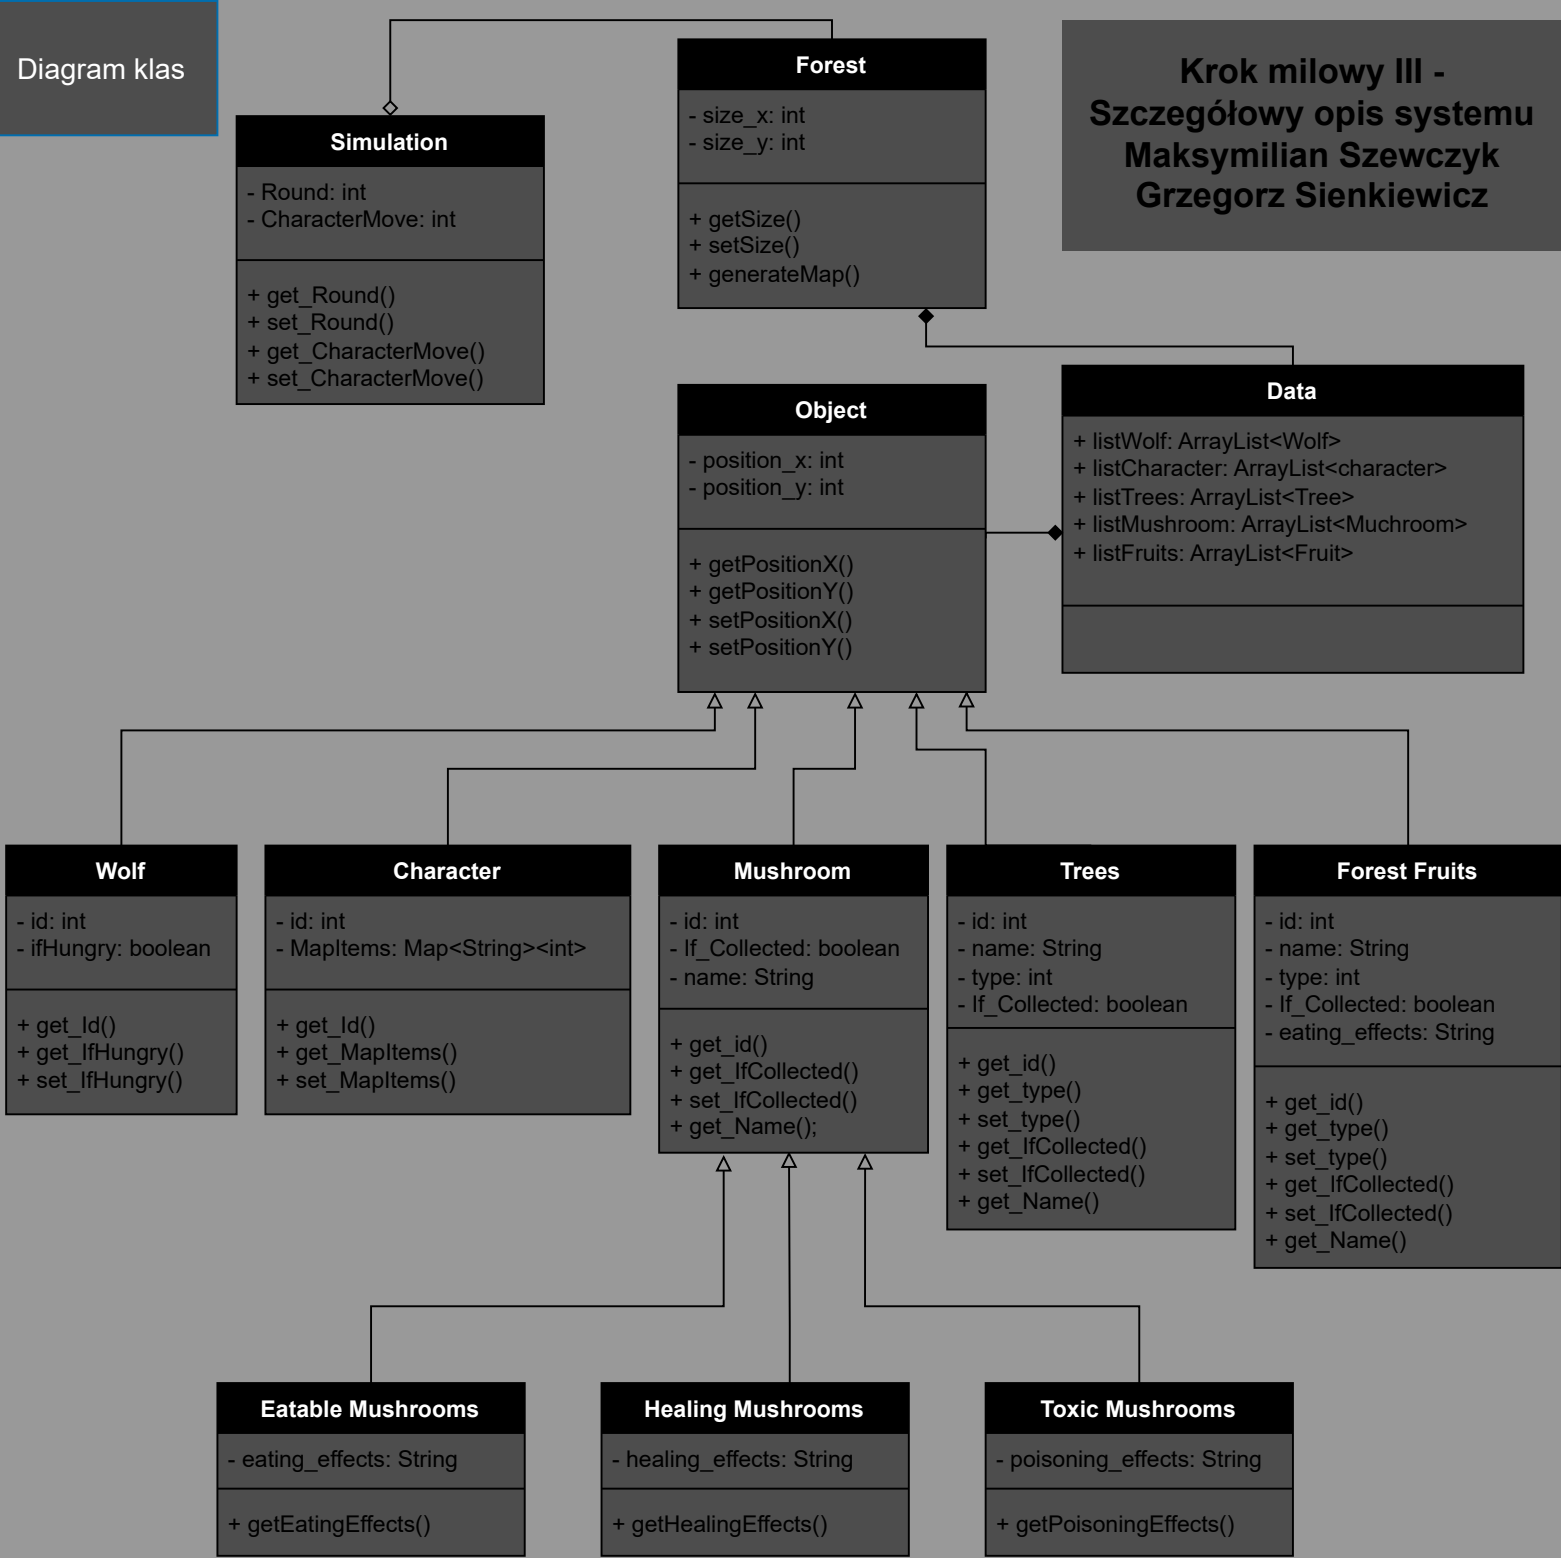 Diagram klas
Krok milowy III -
Szczegółowy opis systemu
Maksymilian Szewczyk
Grzegorz Sienkiewicz
Simulation
- Round: int
- CharacterMove: int
+ get_Round()
+ set_Round()
+ get_CharacterMove()
+ set_CharacterMove()
Forest
- size_x: int
- size_y: int
+ getSize()
+ setSize()
+ generateMap()
Object
- position_x: int
- position_y: int
+ getPositionX()
+ getPositionY()
+ setPositionX()
+ setPositionY()
Data
+ listWolf: ArrayList<Wolf>
+ listCharacter: ArrayList<character>
+ listTrees: ArrayList<Tree>
+ listMushroom: ArrayList<Muchroom>
+ listFruits: ArrayList<Fruit>
Wolf
- id: int
- ifHungry: boolean
+ get_Id()
+ get_IfHungry()
+ set_IfHungry()
Character
- id: int
- MapItems: Map<String><int>
+ get_Id()
+ get_MapItems()
+ set_MapItems()
Mushroom
- id: int
- If_Collected: boolean
- name: String
+ get_id()
+ get_IfCollected()
+ set_IfCollected()
+ get_Name();
Trees
- id: int
- name: String
- type: int
- If_Collected: boolean
+ get_id()
+ get_type()
+ set_type()
+ get_IfCollected()
+ set_IfCollected()
+ get_Name()
Forest Fruits
- id: int
- name: String
- type: int
- If_Collected: boolean
- eating_effects: String
+ get_id()
+ get_type()
+ set_type()
+ get_IfCollected()
+ set_IfCollected()
+ get_Name()
Eatable Mushrooms
- eating_effects: String
+ getEatingEffects()
Healing Mushrooms
- healing_effects: String
+ getHealingEffects()
Toxic Mushrooms
- poisoning_effects: String
+ getPoisoningEffects()